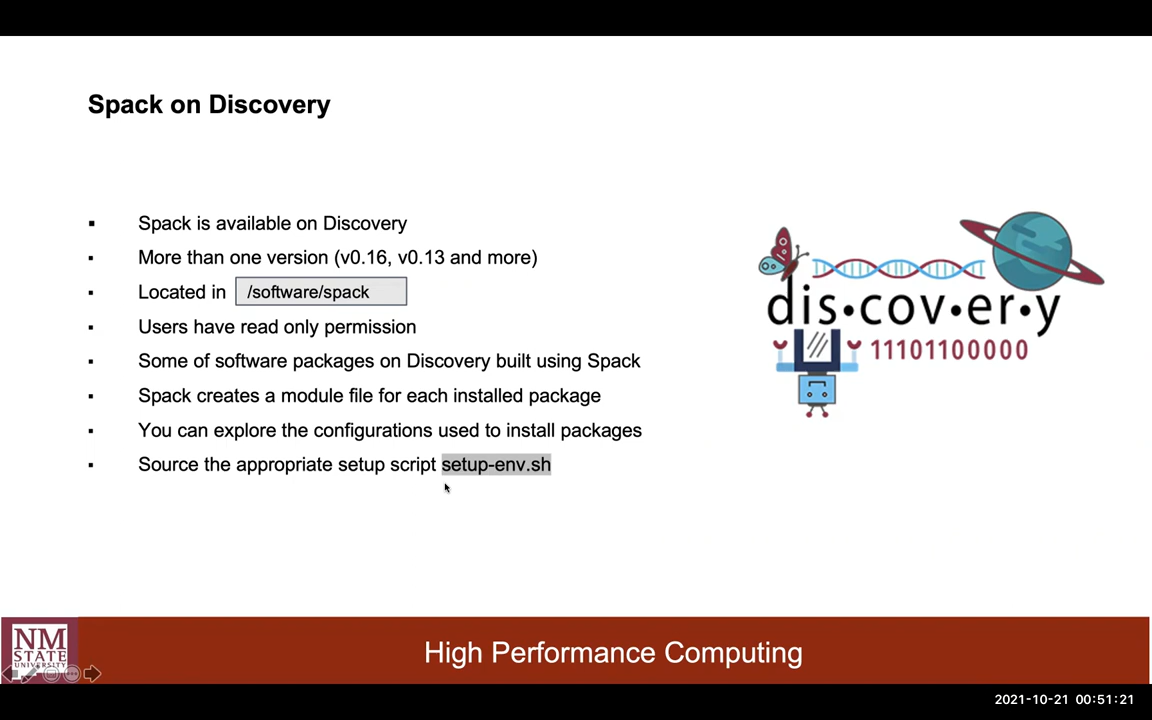 Spack on Discovery
Spack is available on Discovery
More than one version (v0.16, v0.13 and more)
Located in /software/spack
Users have read only permission
Some of software packages on Discovery built using Spack
Spack creates a module file for each installed package
You can explore the configurations used to install packages
Source the appropriate setup script setup-env.sh
dis•cov•er•y
11101100000
NM
STATE
UNIVERSITY
High Performance Computing
2021-10-21 00:51:21